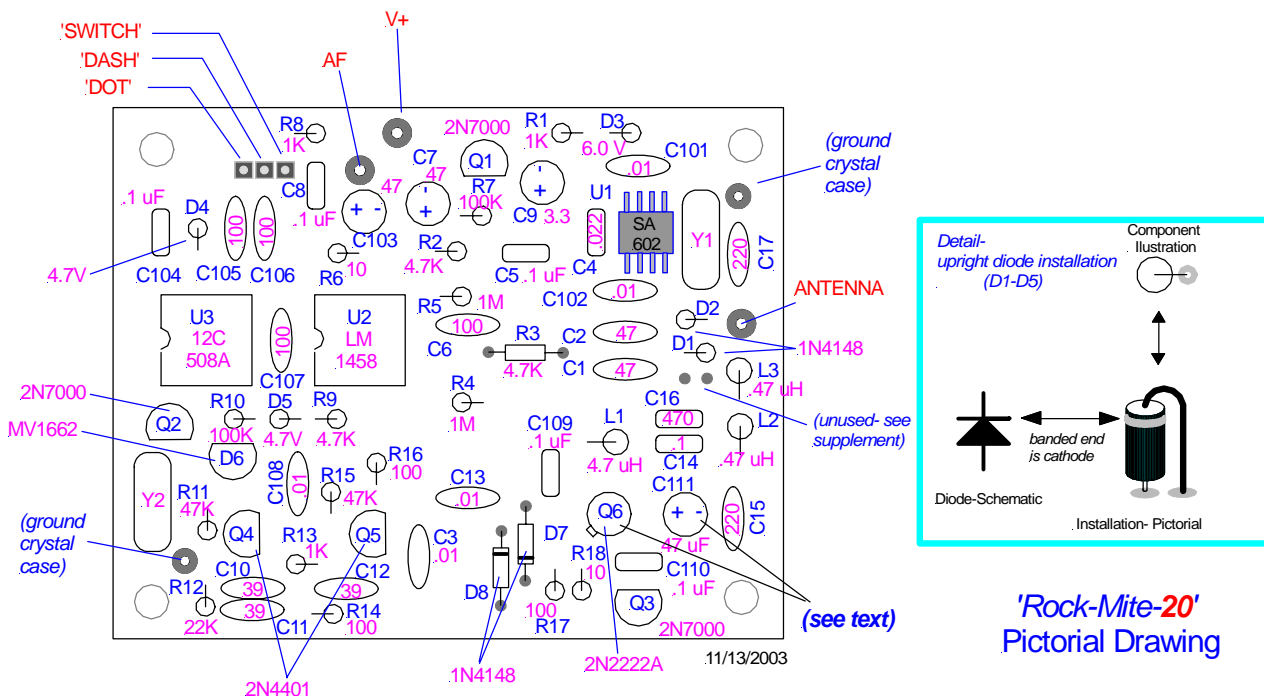 'SWITCH'
'DASH'
'DOT'
V+
AF
R8
1K
2N7000
R1
1K
D3
6.0 V
C101
.01
(ground
crystal
case)
C8
.1 uF
47
C7
47
Q1
R7
100K
C9
3.3
U1
SA
602
.022
C4
Y1
220
C17
.1 uF
D4
4.7V
C104
100
100
C105
C106
C103
R6
10
R2
4.7K
C5
.1 uF
C102
.01
ANTENNA
U3
12C
508A
100
C107
U2
LM
1458
R5
1M
100
C6
R3
4.7K
C2
47
C1
47
D2
D1
1N4148
L3
.47 uH
2N7000
MV1662
Q2
R10
100K
D5
4.7V
R9
4.7K
R4
1M
C109
.1 uF
L1
4.7 uH
C16
470
.1
C14
L2
.47 uH
(unused- see
supplement)
D6
C108
.01
R16
100
R15
47K
C13
.01
C111
47 uF
220
C15
Y2
R11
47K
Q4
R13
1K
Q5
C3
.01
D7
D8
Q6
R18
10
C110
.1 uF
(ground
crystal
case)
R12
22K
C10
39
39
C11
C12
39
R14
100
100
R17
Q3
2N7000
(see text)
2N4401
1N4148
2N2222A
11/13/2003
Detail-
upright diode installation
(D1-D5)
Component
Ilustration
banded end
is cathode
Diode-Schematic
Installation- Pictorial
'Rock-Mite-20'
Pictorial Drawing